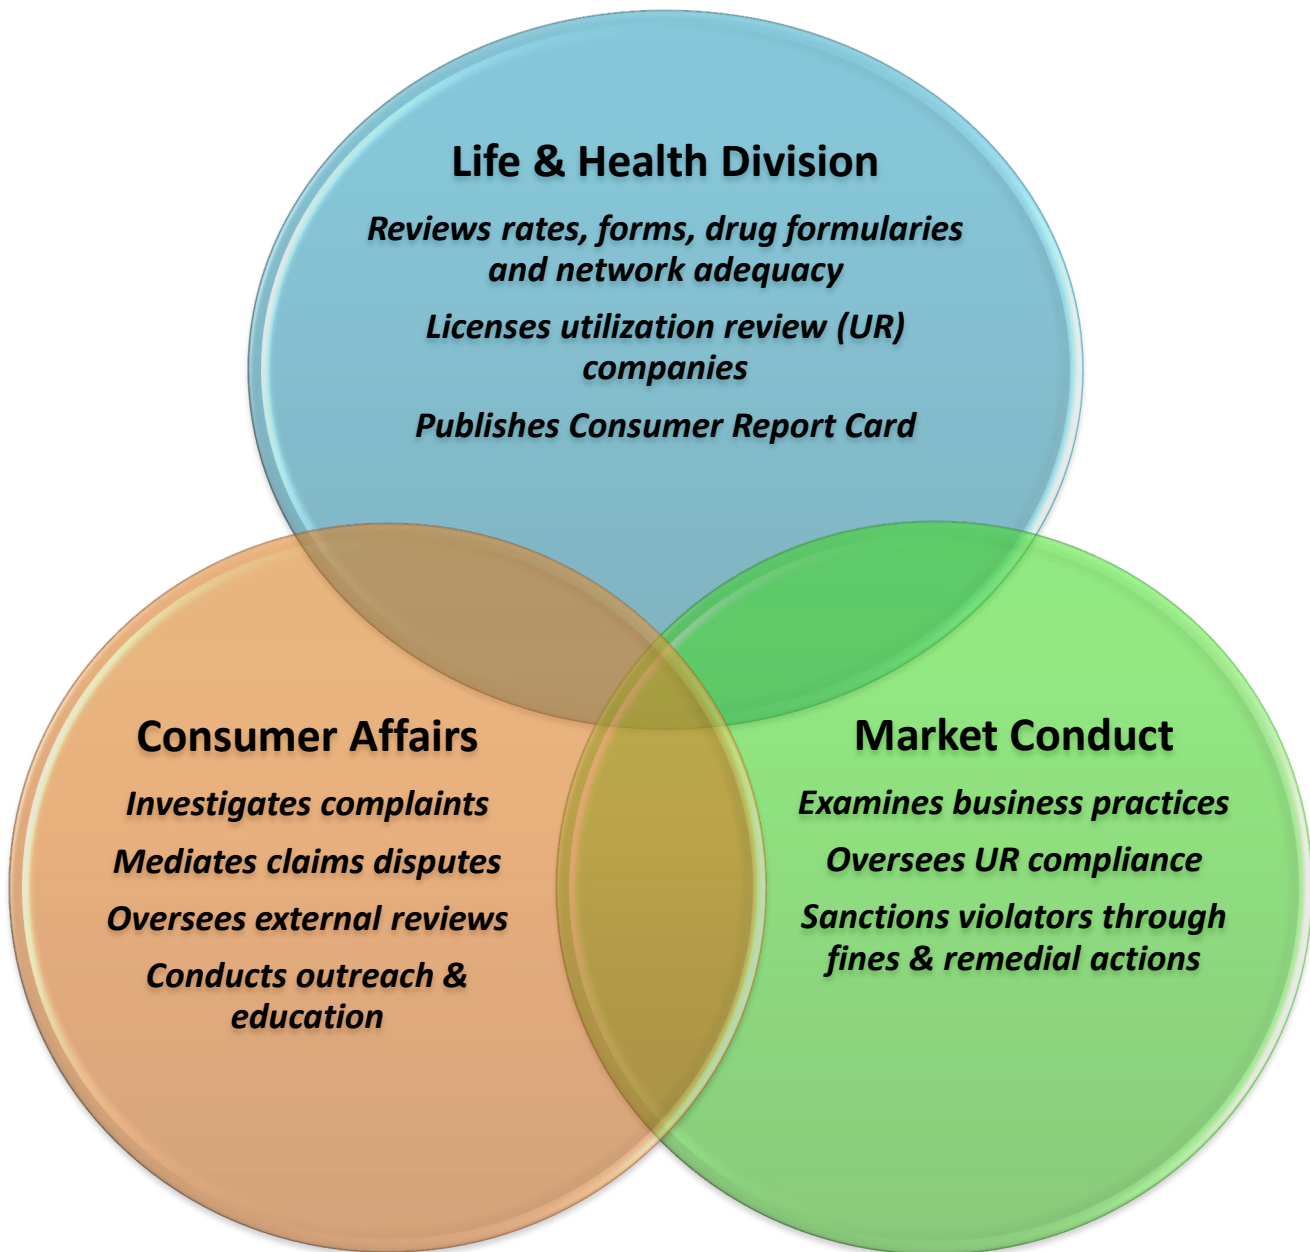 Life & Health Division
Reviews rates, forms, drug formularies
and network adequacy
Licenses utilization review (UR)
companies
Publishes Consumer Report Card
Consumer Affairs
Investigates complaints
Mediates claims disputes
Oversees external reviews
Conducts outreach &
education
Market Conduct
Examines business practices
Oversees UR compliance
Sanctions violators through
fines & remedial actions